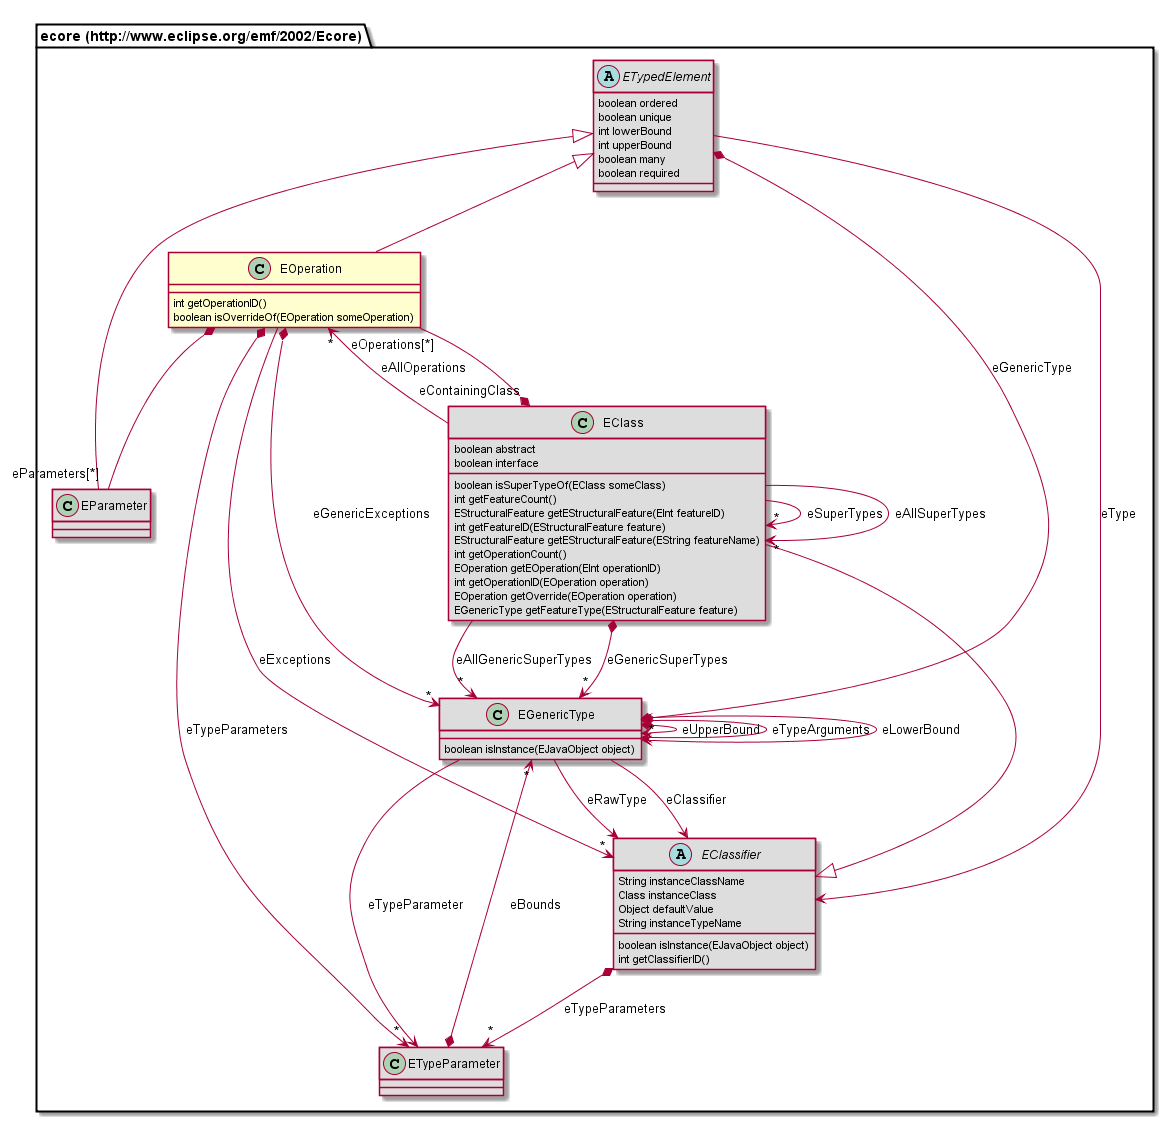 ecore (http://www.eclipse.org/emf/2002/Ecore)
A ETypedElement
boolean ordered
boolean unique
int lowerBound
int upperBound
boolean many
boolean required
C EOperation
int getOperationID()
boolean isOverrideOf(EOperation someOperation)
*
eOperations[*]
eAllOperations
eContainingClass
eGenericType
C EClass
boolean abstract
boolean interface
boolean isSuperTypeOf(EClass someClass)
int getFeatureCount()
EStructuralFeature getEStructuralFeature(EInt featureID)
int getFeatureID(EStructuralFeature feature)
EStructuralFeature getEStructuralFeature(EString featureName)
int getOperationCount()
EOperation getEOperation(EInt operationID)
int getOperationID(EOperation operation)
EOperation getOverride(EOperation operation)
EGenericType getFeatureType(EStructuralFeature feature)
eParameters[*]
C EParameter
eGenericExceptions
*
eSuperTypes
eAllSuperTypes
*
eType
eExceptions
eAllGenericSuperTypes
eGenericSuperTypes
*
*
*
C EGenericType
boolean isInstance(EJavaObject object)
eTypeParameters
*
eUpperBound
eTypeArguments
eLowerBound
*
eRawType
eClassifier
*
A EClassifier
String instanceClassName
Class instanceClass
Object defaultValue
String instanceTypeName
boolean isInstance(EJavaObject object)
int getClassifierID()
eTypeParameter
eBounds
eTypeParameters
*
*
C ETypeParameter